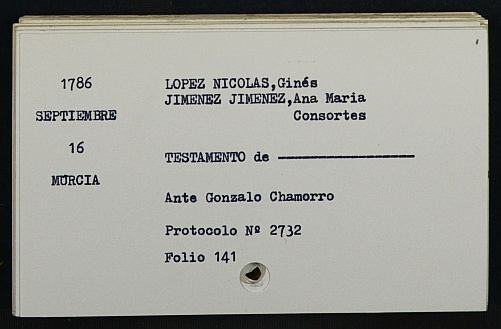 1786
SEPTIEMBRE
16
MURCIA
LOPEZ NICOLAS,Ginés
JIMENEZ JIMENEZ,Ana Maria
Consortes
TESTAMENTO de —————————
Ante Gonzalo Chamorro
Protocolo Nº 2732
Folio 141